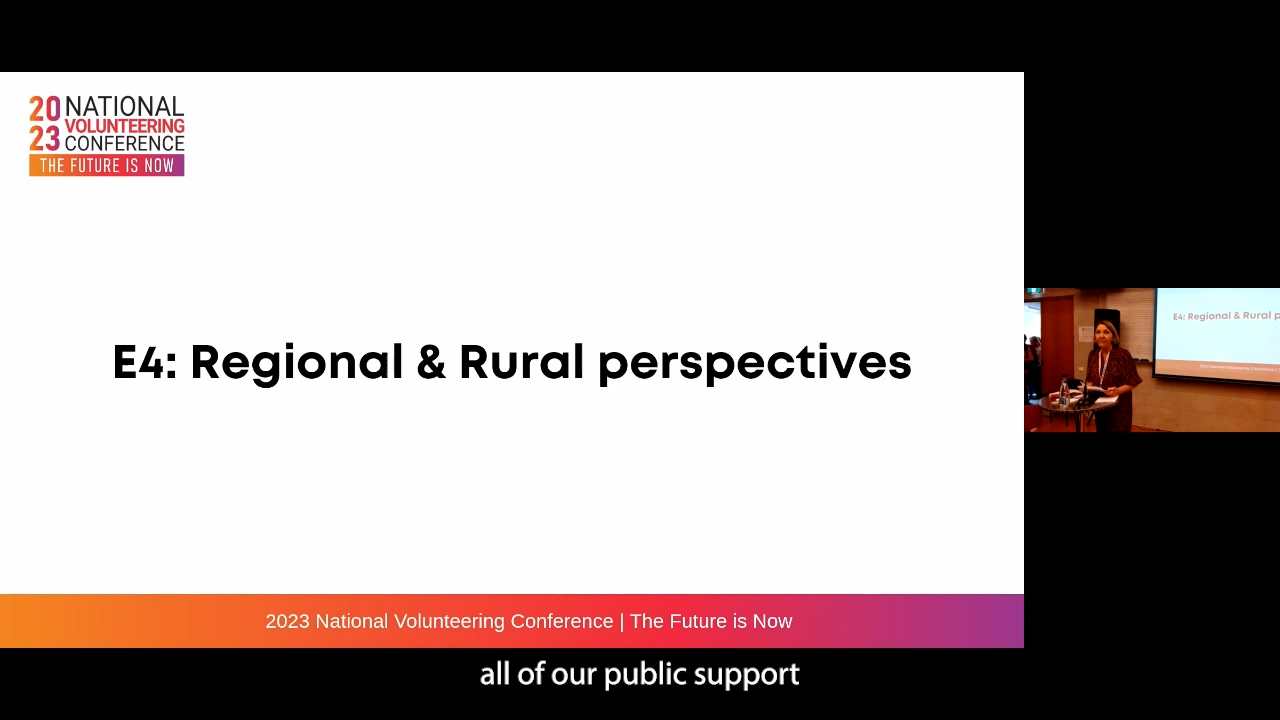 20 NATIONAL
VOLUNTEERING
23 CONFERENCE
THE FUTURE IS NOW
E4: Regional & Rural perspectives
E4: Regional & Rural p
2023 National Volunteering Conference | The Future is Now
all of our public support